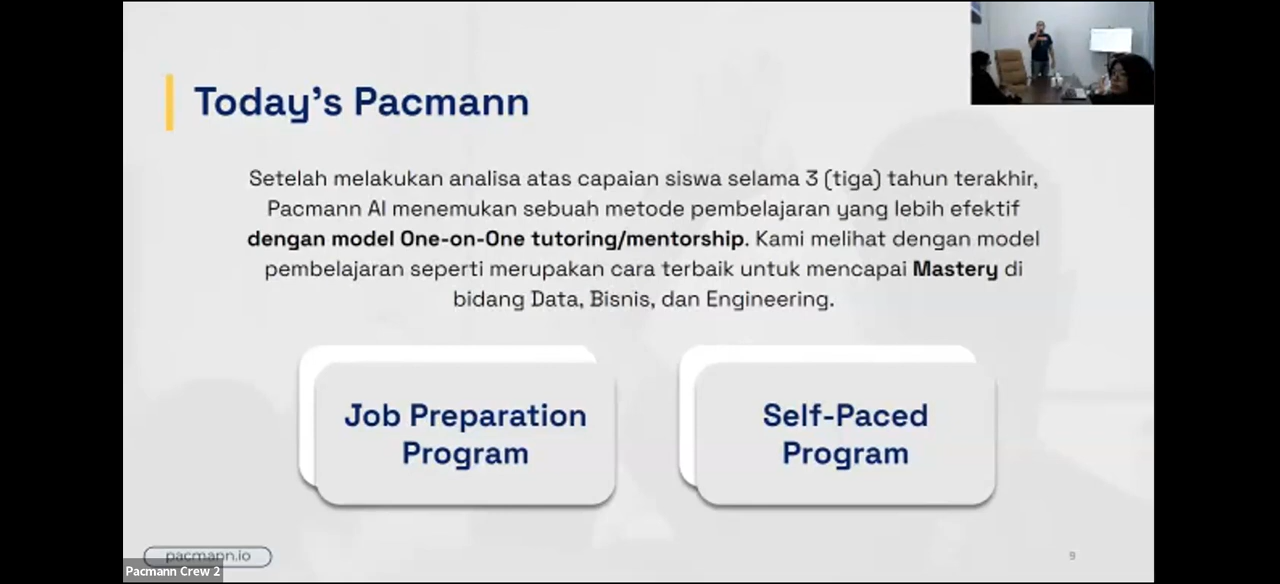 Today's Pacmann
Setelah melakukan analisa atas capaian siswa selama 3 (tiga) tahun terakhir,
Pacmann AI menemukan sebuah metode pembelajaran yang lebih efektif
dengan model One-on-One tutoring/mentorship. Kami melihat dengan model
pembelajaran seperti merupakan cara terbaik untuk mencapai Mastery di
bidang Data, Bisnis, dan Engineering.
Job Preparation
Program
Self-Paced
Program
pacmann.io
9
Pacmann Crew 2